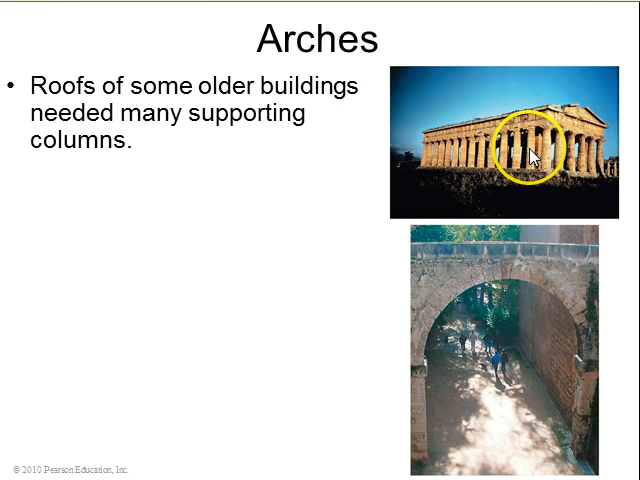 Arches
• Roofs of some older buildings
needed many supporting
columns.
© 2010 Pearson Education, Inc.